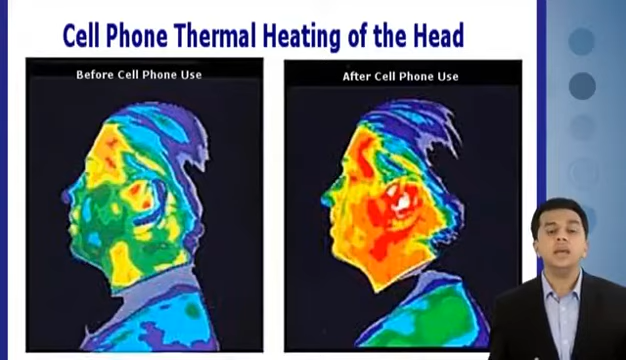 Cell Phone Thermal Heating of the Head
Before Cell Phone Use
After Cell Phone Use